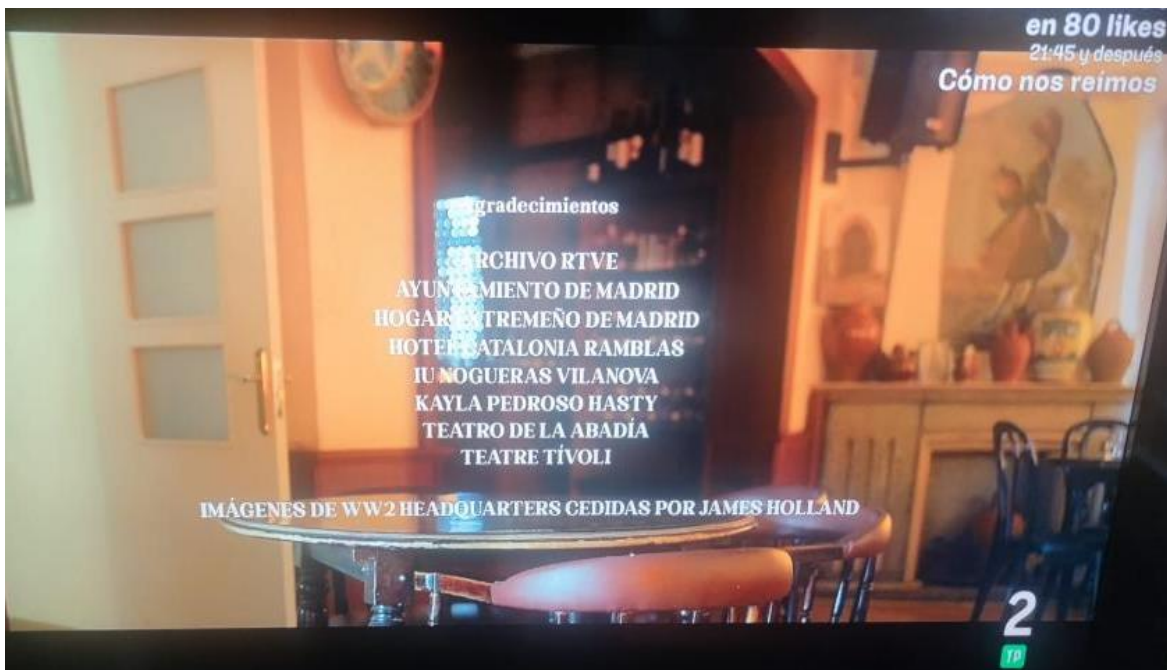 en 80 likes
21:45 y después
Cómo nos reímos
Agradecimientos
ARCHIVO RTVE
AYUNTAMIENTO DE MADRID
HOGAR EXTREMEÑO DE MADRID
HOTEL CATALONIA RAMBLAS
IU NOGUERAS VILANOVA
KAYLA PEDROSO HASTY
TEATRO DE LA ABADÍA
TEATRE TÍVOLI
IMÁGENES DE WW2 HEADQUARTERS CEDIDAS POR JAMES HOLLAND
2
TP